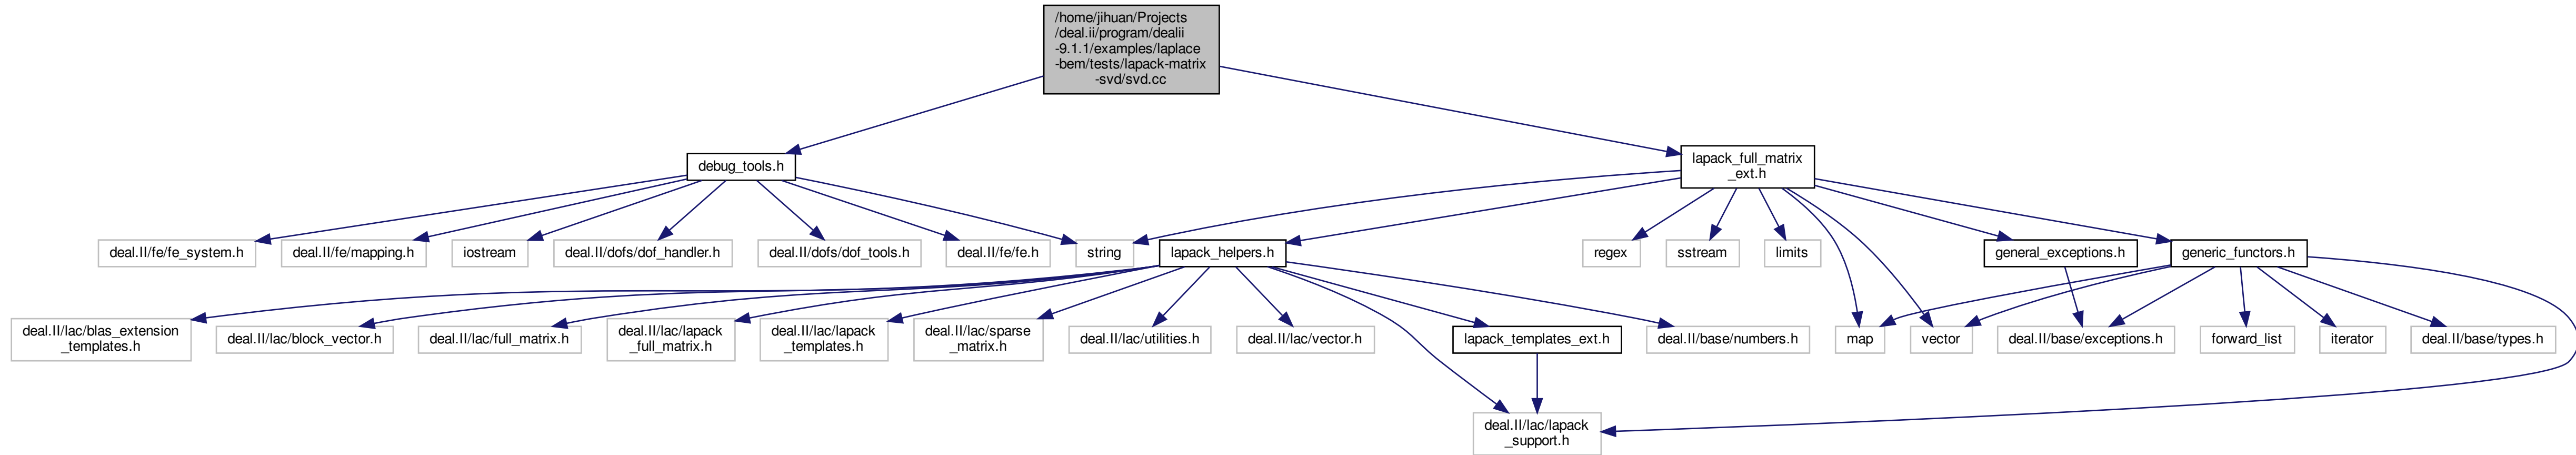 /home/jihuan/Projects
/deal.ii/program/dealii
-9.1.1/examples/laplace
-bem/tests/lapack-matrix
-svd/svd.cc
debug_tools.h
lapack_full_matrix
_ext.h
deal.II/fe/fe_system.h
deal.II/fe/mapping.h
iostream
deal.II/dofs/dof_handler.h
deal.II/dofs/dof_tools.h
deal.II/fe/fe.h
string
lapack_helpers.h
regex
sstream
limits
general_exceptions.h
generic_functors.h
deal.II/lac/blas_extension
_templates.h
deal.II/lac/block_vector.h
deal.II/lac/full_matrix.h
deal.II/lac/lapack
_full_matrix.h
deal.II/lac/lapack
_templates.h
deal.II/lac/sparse
_matrix.h
deal.II/lac/utilities.h
deal.II/lac/vector.h
lapack_templates_ext.h
deal.II/base/numbers.h
map
vector
deal.II/base/exceptions.h
forward_list
iterator
deal.II/base/types.h
deal.II/lac/lapack
_support.h